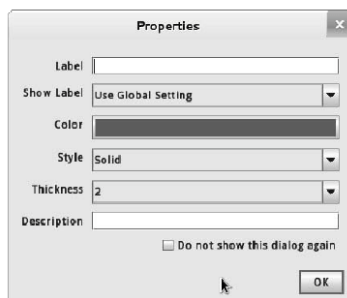 Properties
Label
Show Label Use Global Setting
Color
Style Solid
Thickness 2
Description
Do not show this dialog again
OK